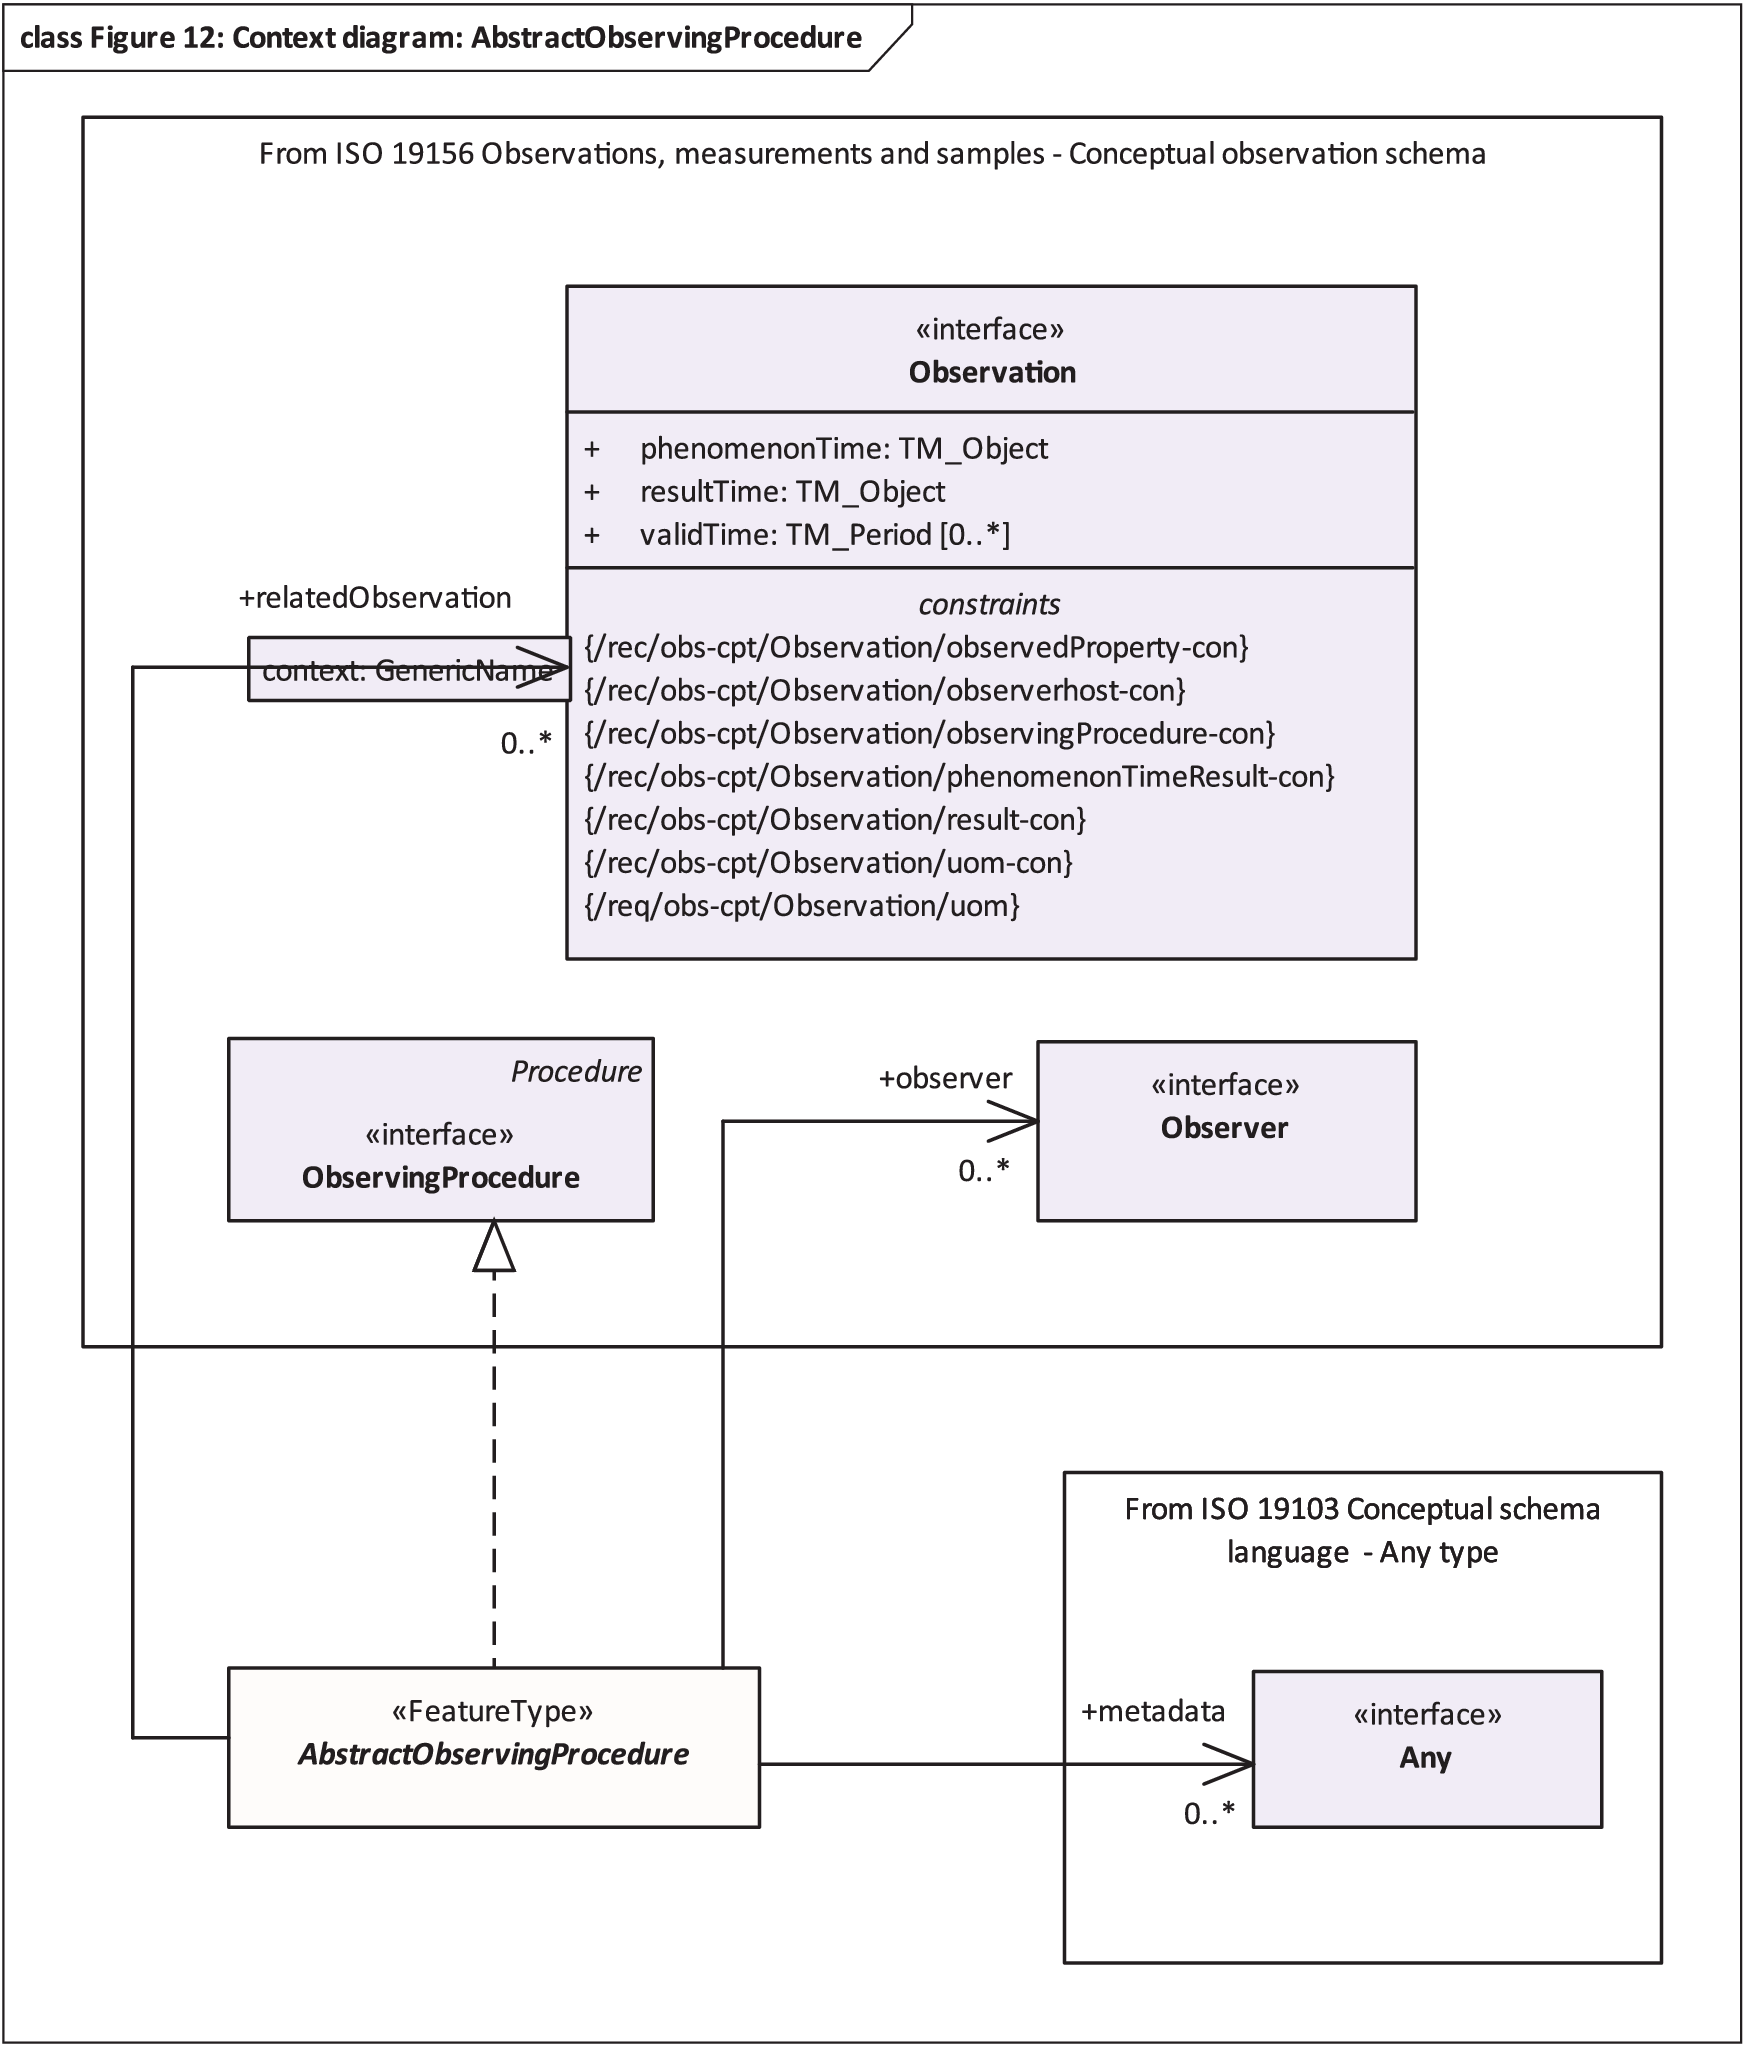 class Figure 12: Context diagram: AbstractObservingProcedure
From ISO 19156 Observations, measurements and samples - Conceptual observation schema
«interface»
Observation
+ phenomenonTime: TM_Object
+ resultTime: TM_Object
+ validTime: TM_Period [0..*]
constraints
{/rec/obs-cpt/Observation/observedProperty-con}
{/rec/obs-cpt/Observation/observerhost-con}
{/rec/obs-cpt/Observation/observingProcedure-con}
{/rec/obs-cpt/Observation/phenomenonTimeResult-con}
{/rec/obs-cpt/Observation/result-con}
{/rec/obs-cpt/Observation/uom-con}
{/req/obs-cpt/Observation/uom}
+relatedObservation
context: GenericName
0..*
Procedure
«interface»
ObservingProcedure
+observer
0..*
«interface»
Observer
From ISO 19103 Conceptual schema
language  - Any type
«FeatureType»
AbstractObservingProcedure
+metadata
0..*
«interface»
Any